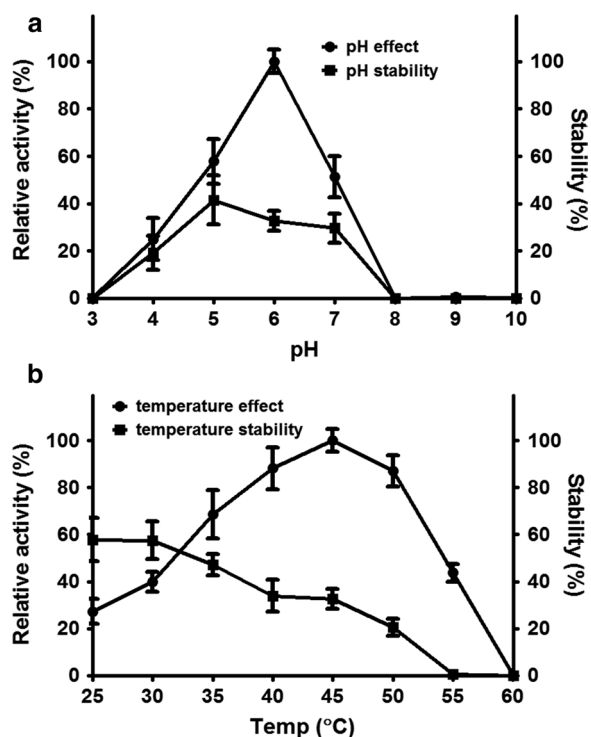 a
pH effect
pH stability
Relative activity (%)
100
80
60
40
20
0
100
80
60
40
20
0
Stability (%)
3 4 5 6 7 8 9 10
pH
b
temperature effect
temperature stability
Relative activity (%)
100
80
60
40
20
0
100
80
60
40
20
0
Stability (%)
25 30 35 40 45 50 55 60
Temp (°C)